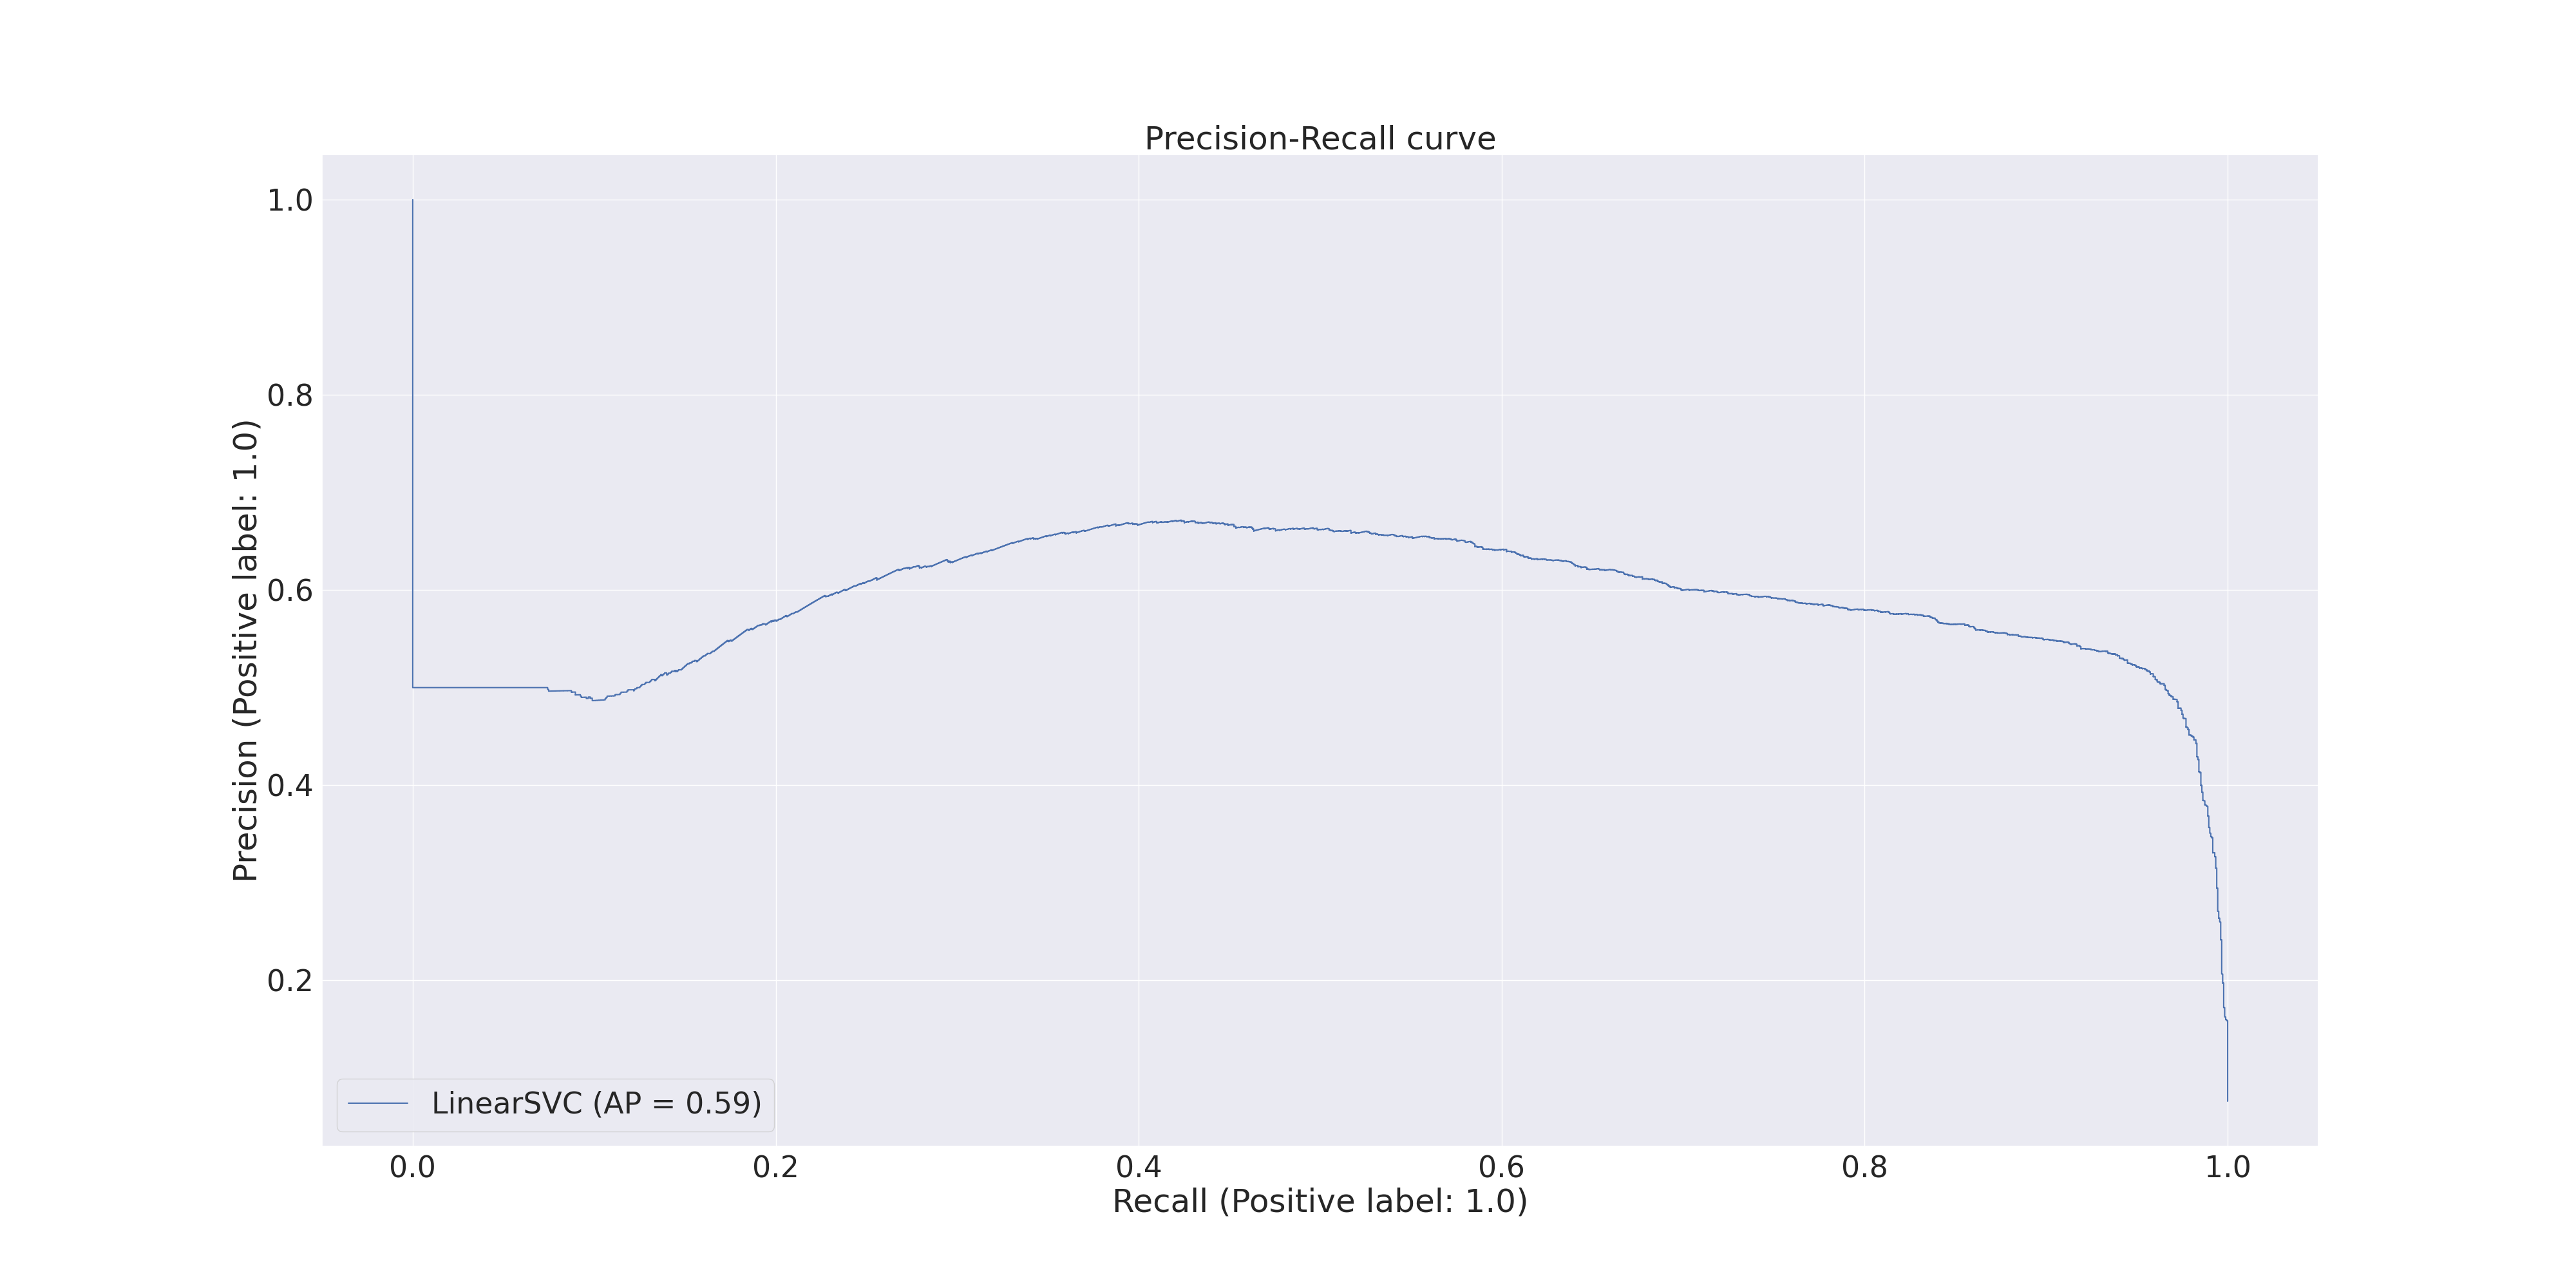 Precision-Recall curve
1.0
0.8
0.6
0.4
0.2
Precision (Positive label: 1.0)
LinearSVC (AP = 0.59)
0.0 0.2 0.4 0.6 0.8 1.0
Recall (Positive label: 1.0)